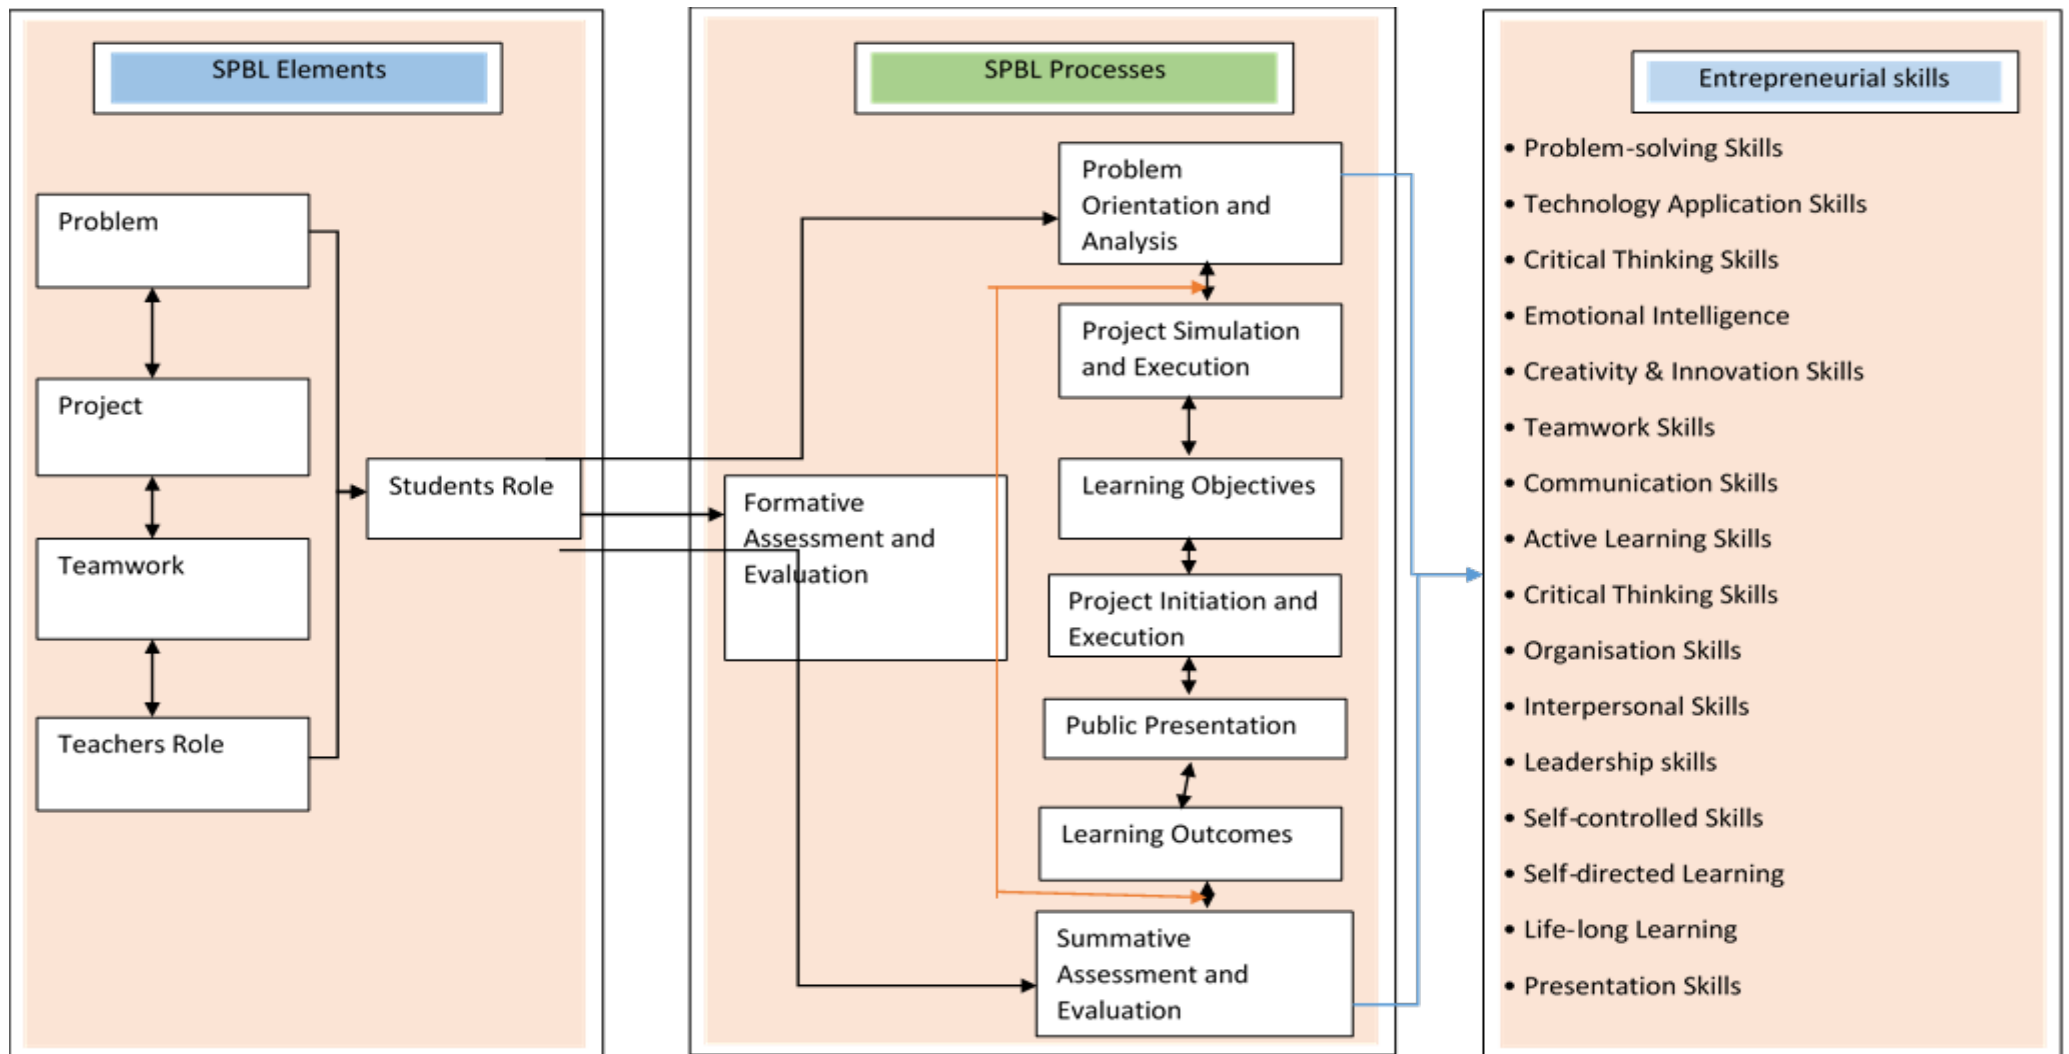 SPBL Elements
Problem
Project
Teamwork
Teachers Role
Students Role
SPBL Processes
Formative
Assessment and
Evaluation
Problem
Orientation and
Analysis
Project Simulation
and Execution
Learning Objectives
Project Initiation and
Execution
Public Presentation
Learning Outcomes
Summative
Assessment and
Evaluation
Entrepreneurial skills
• Problem-solving Skills
• Technology Application Skills
• Critical Thinking Skills
• Emotional Intelligence
• Creativity & Innovation Skills
• Teamwork Skills
• Communication Skills
• Active Learning Skills
• Critical Thinking Skills
• Organisation Skills
• Interpersonal Skills
• Leadership skills
• Self-controlled Skills
• Self-directed Learning
• Life-long Learning
• Presentation Skills